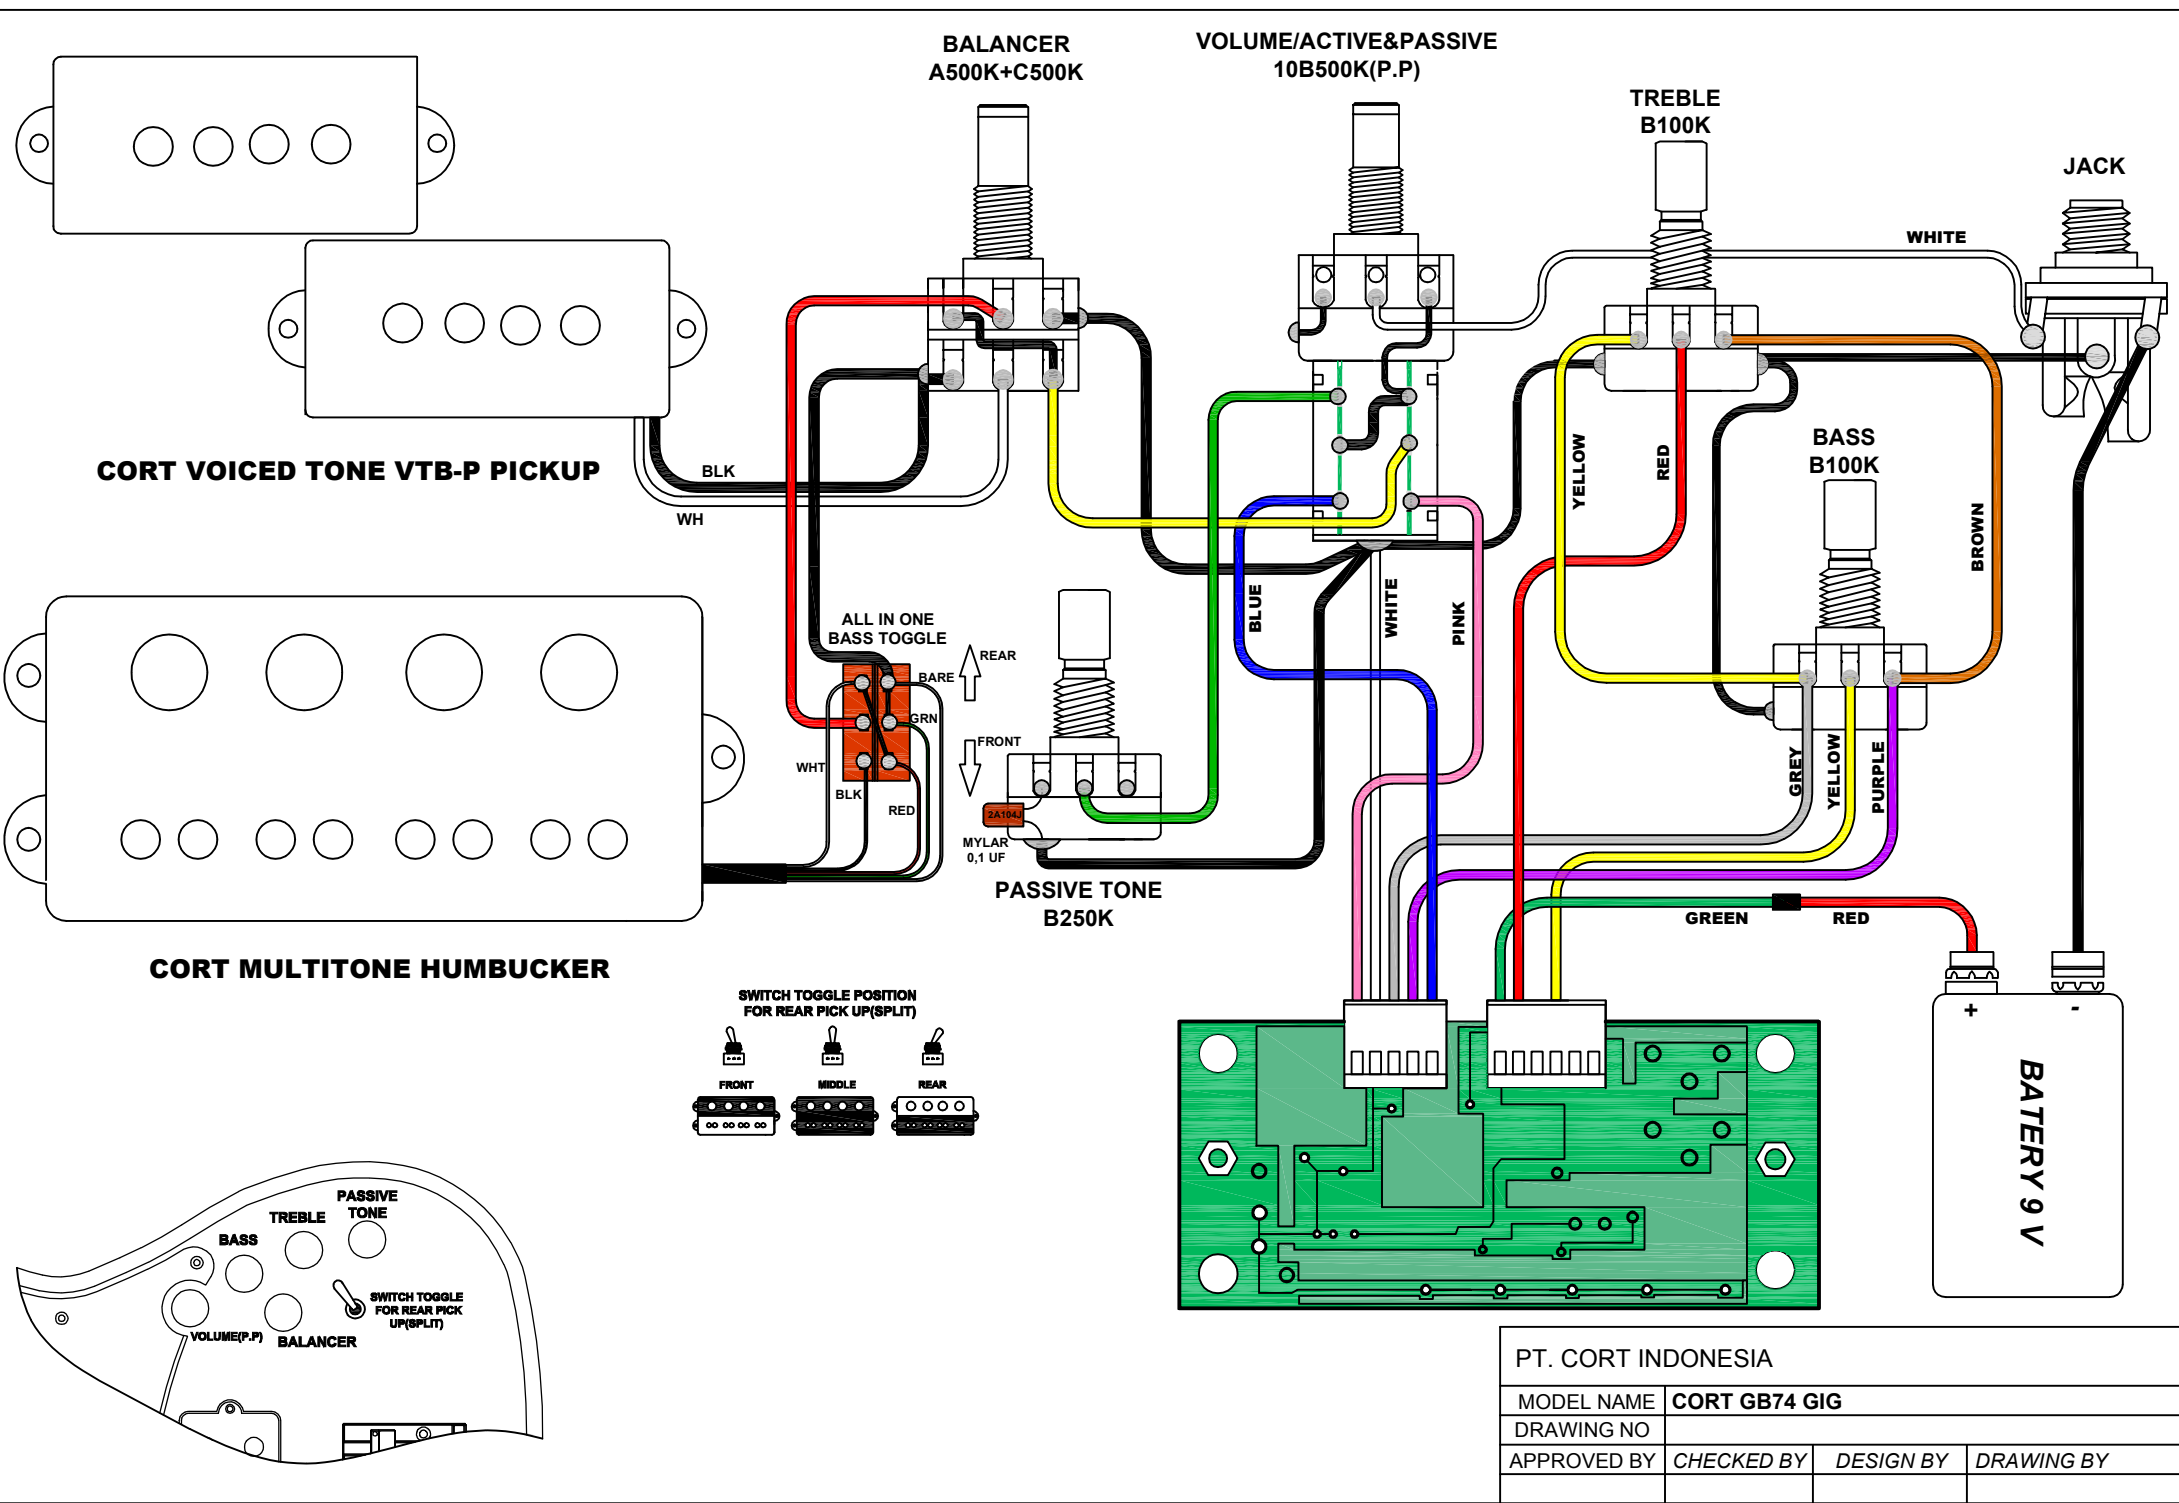 BALANCER
A500K+C500K
VOLUME/ACTIVE&PASSIVE
10B500K(P.P)
TREBLE
B100K
JACK
WHITE
CORT VOICED TONE VTB-P PICKUP
BLK
WH
YELLOW
RED
BASS
B100K
BROWN
BLUE
WHITE
PINK
ALL IN ONE
BASS TOGGLE
REAR
BARE
GRN
FRONT
WHT
BLK
RED
2A104J
MYLAR
0,1 UF
PASSIVE TONE
B250K
GREY
YELLOW
PURPLE
GREEN
RED
CORT MULTITONE HUMBUCKER
SWITCH TOGGLE POSITION
FOR REAR PICK UP(SPLIT)
FRONT
MIDDLE
REAR
+
-
BATERY 9 V
PASSIVE
TONE
TREBLE
BASS
SWITCH TOGGLE
FOR REAR PICK
UP(SPLIT)
VOLUME(P.P)
BALANCER
PT. CORT INDONESIA
MODEL NAME CORT GB74 GIG
DRAWING NO
APPROVED BY CHECKED BY DESIGN BY DRAWING BY